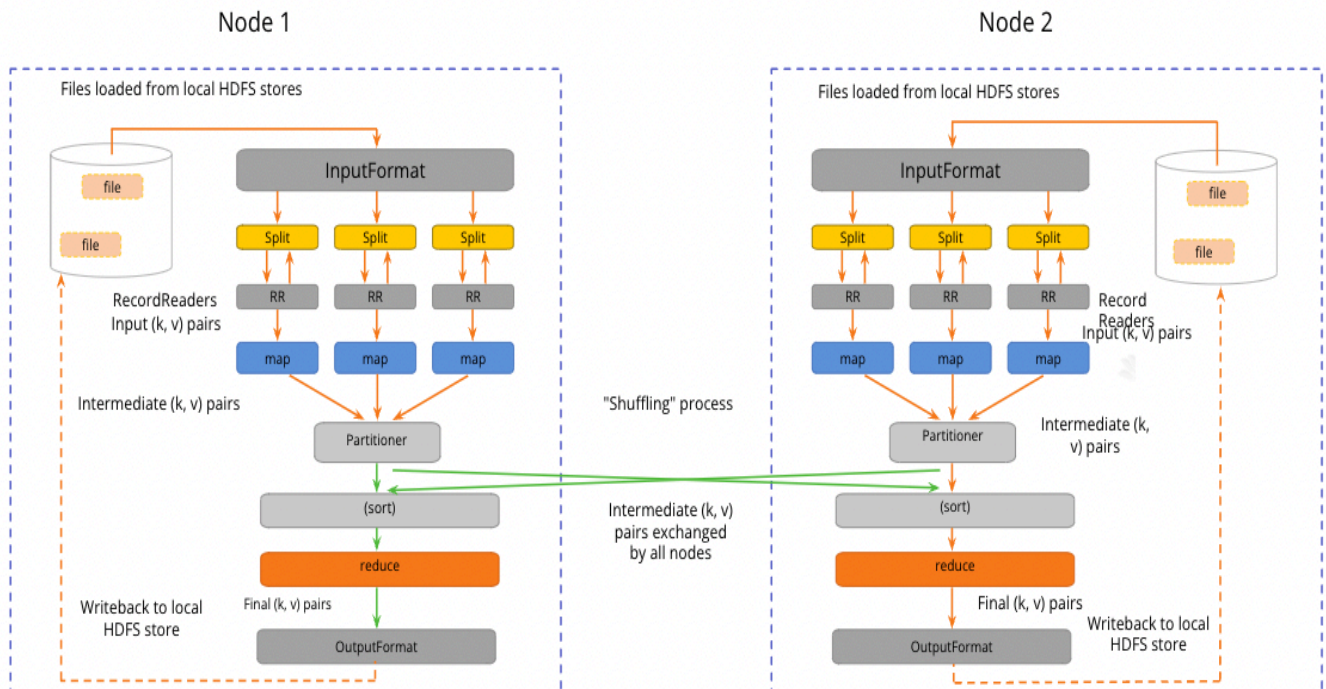 Node 1
Node 2
Files loaded from local HDFS stores
file
file
InputFormat
Split
Split
Split
RecordReaders
Input (k, v) pairs
RR
RR
RR
map
map
map
Intermediate (k, v) pairs
Partitioner
(sort)
reduce
Final (k, v) pairs
Writeback to local
HDFS store
OutputFormat
"Shuffling" process
Intermediate (k, v)
pairs exchanged
by all nodes
Files loaded from local HDFS stores
InputFormat
file
file
Split
Split
Split
RR
RR
RR
Record
Readers
Input (k, v) pairs
map
map
map
Intermediate (k,
v) pairs
Partitioner
(sort)
reduce
Final (k, v) pairs
Writeback to local
HDFS store
OutputFormat